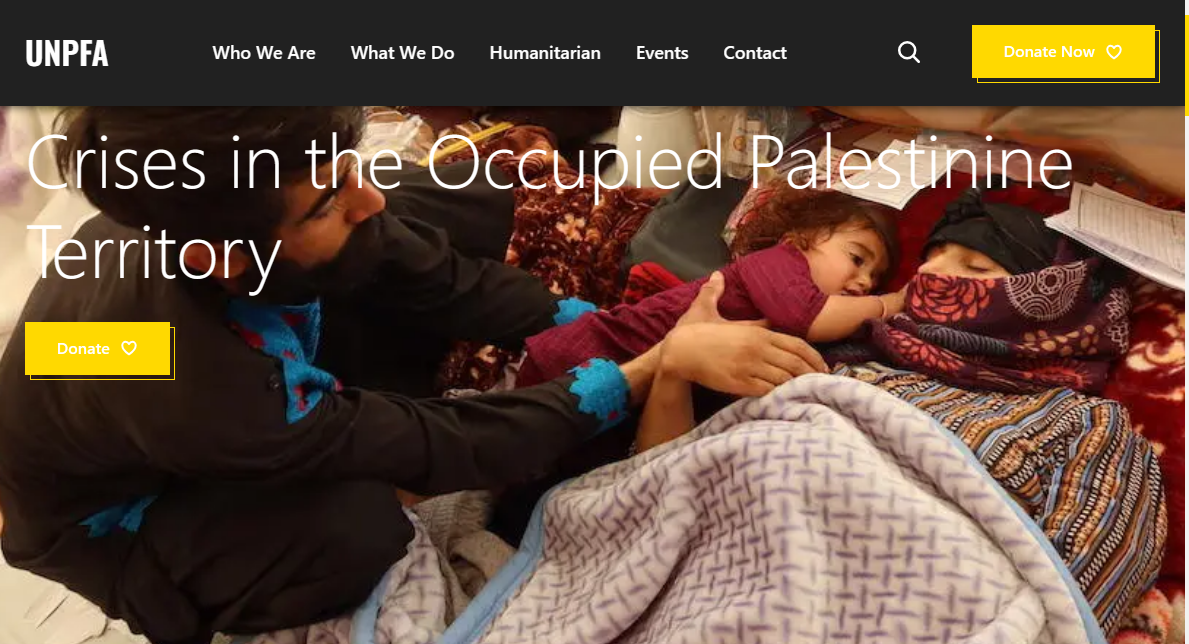 UNPFA
Who We Are
What We Do
Humanitarian
Events
Contact
Donate Now
Crises in the Occupied Palestinine
Territory
Donate